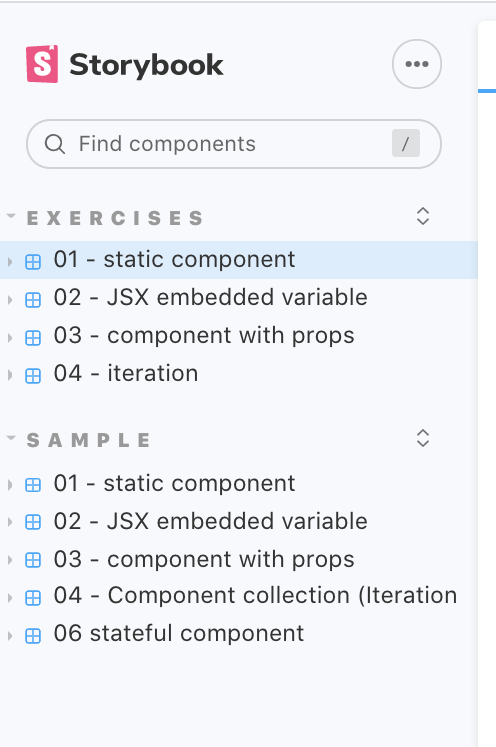 S Storybook
Find components /
EXERCISES
01 - static component
02 - JSX embedded variable
03 - component with props
04 - iteration
SAMPLE
01 - static component
02 - JSX embedded variable
03 - component with props
04 - Component collection (Iteration
06 stateful component